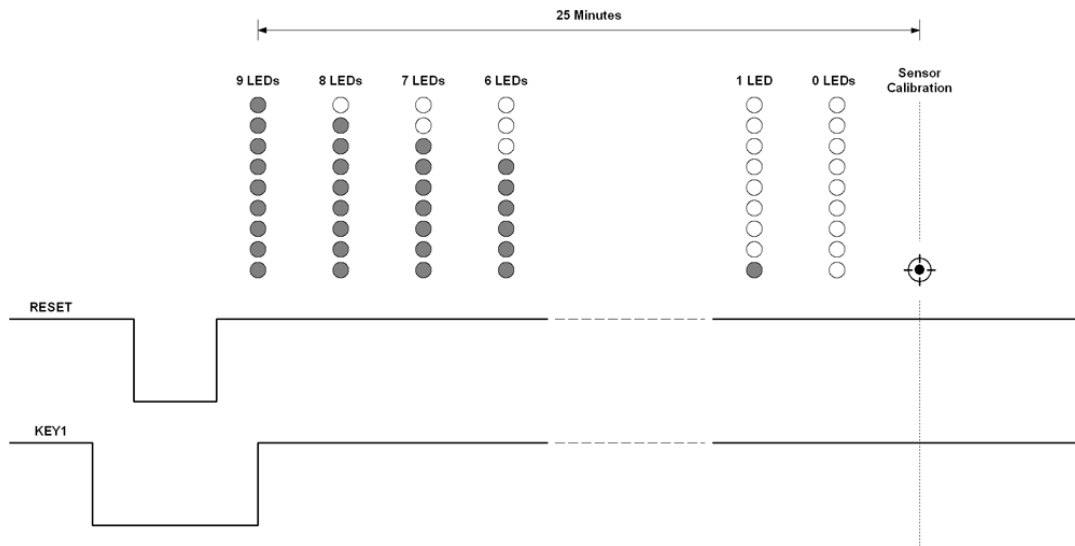 25 Minutes
9 LEDs 8 LEDs 7 LEDs 6 LEDs 1 LED 0 LEDs Sensor
Calibration
RESET
KEY1